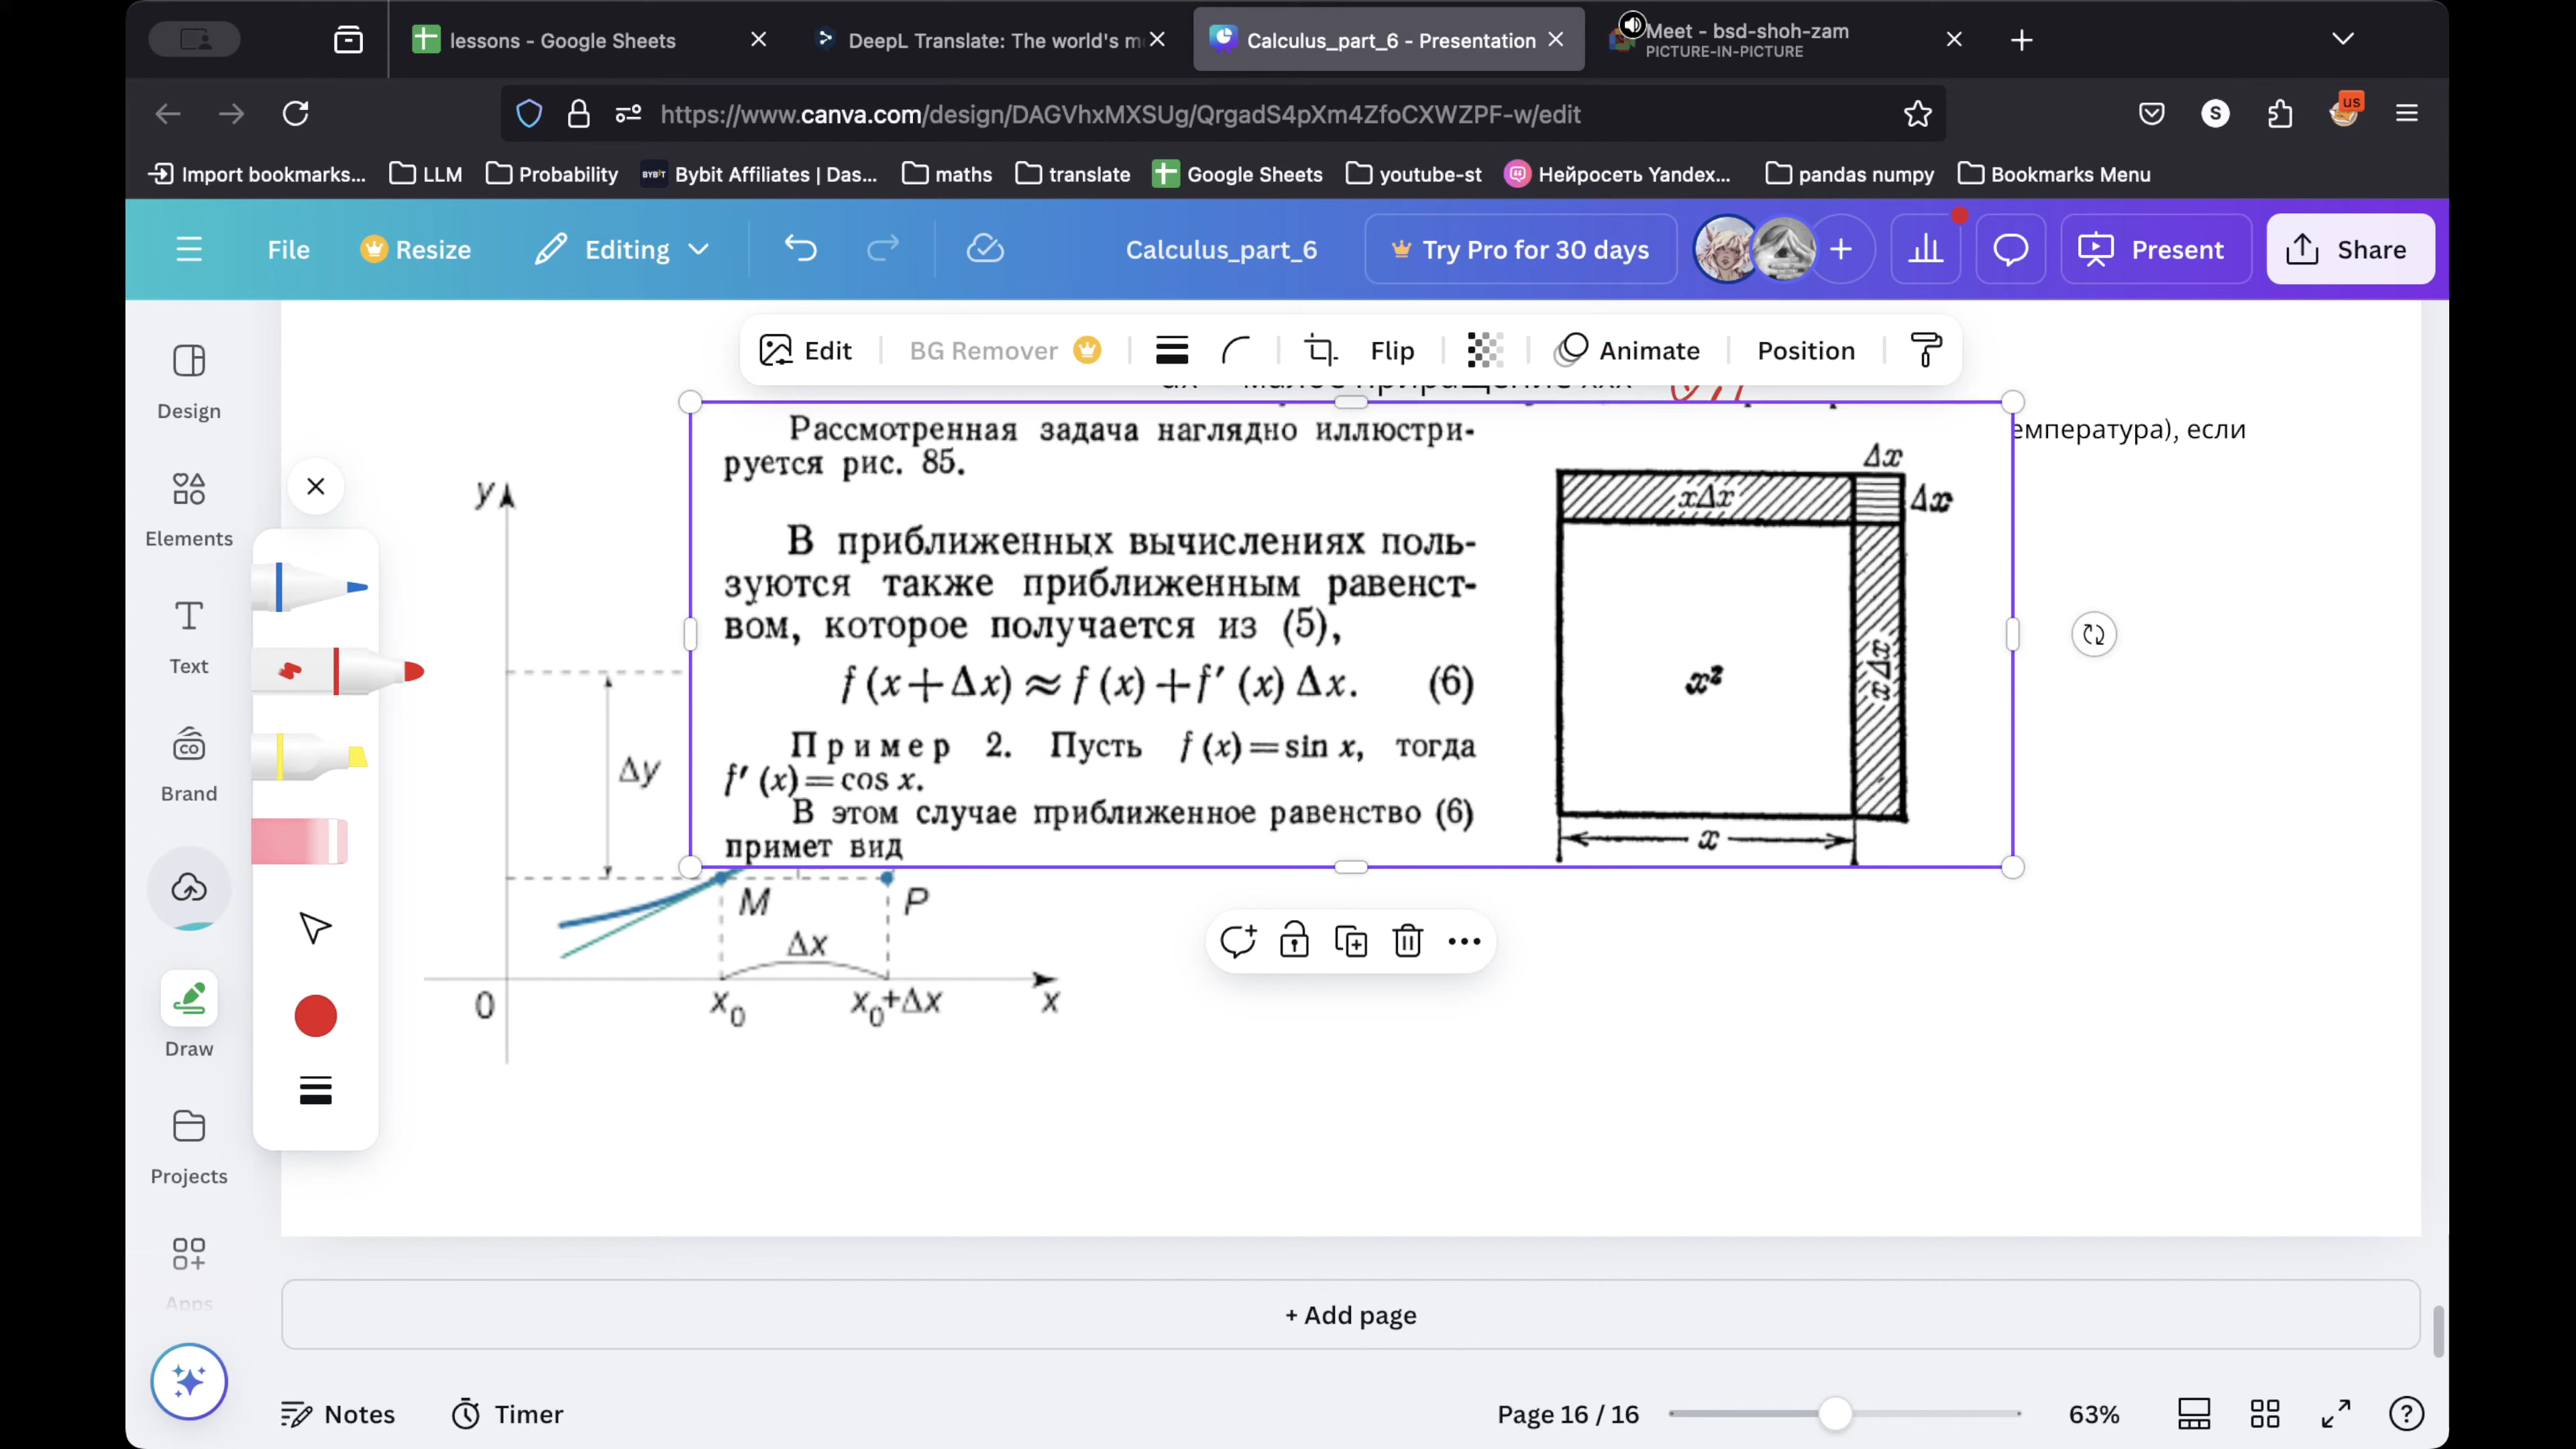 lessons - Google Sheets
DeepL Translate: The world's m
Calculus_part_6 - Presentation
Meet - bsd-shoh-zam
PICTURE-IN-PICTURE
https://www.canva.com/design/DAGVhxMXSUg/QrgadS4pXm4ZfoCXWZPF-w/edit
S
us
Import bookmarks...
LLM
Probability
BYBIT
Bybit Affiliates | Das...
maths
translate
Google Sheets
youtube-st
Нейросеть Yandex...
pandas numpy
Bookmarks Menu
File
Resize
Editing
Calculus_part_6
Try Pro for 30 days
Present
Share
Edit
BG Remover
Flip
Animate
Position
Design
Elements
Text
Brand
Draw
Projects
Apps
емпература), если
Рассмотренная задача наглядно иллюстри-
руется рис. 85.
В приближенных вычислениях поль-
зуются также приближенным равенст-
вом, которое получается из (5),
f (x+Δx) ≈ f (x)+f′ (x) Δx. (6)
Пример 2. Пусть f (x)=sin x, тогда
f′ (x)=cos x.
В этом случае приближенное равенство (6)
примет вид
Δx
xΔx
Δx
x²
xΔx
x
y
Δy
M
P
Δx
0
x₀
x₀+Δx
x
+ Add page
Notes
Timer
Page 16 / 16
63%